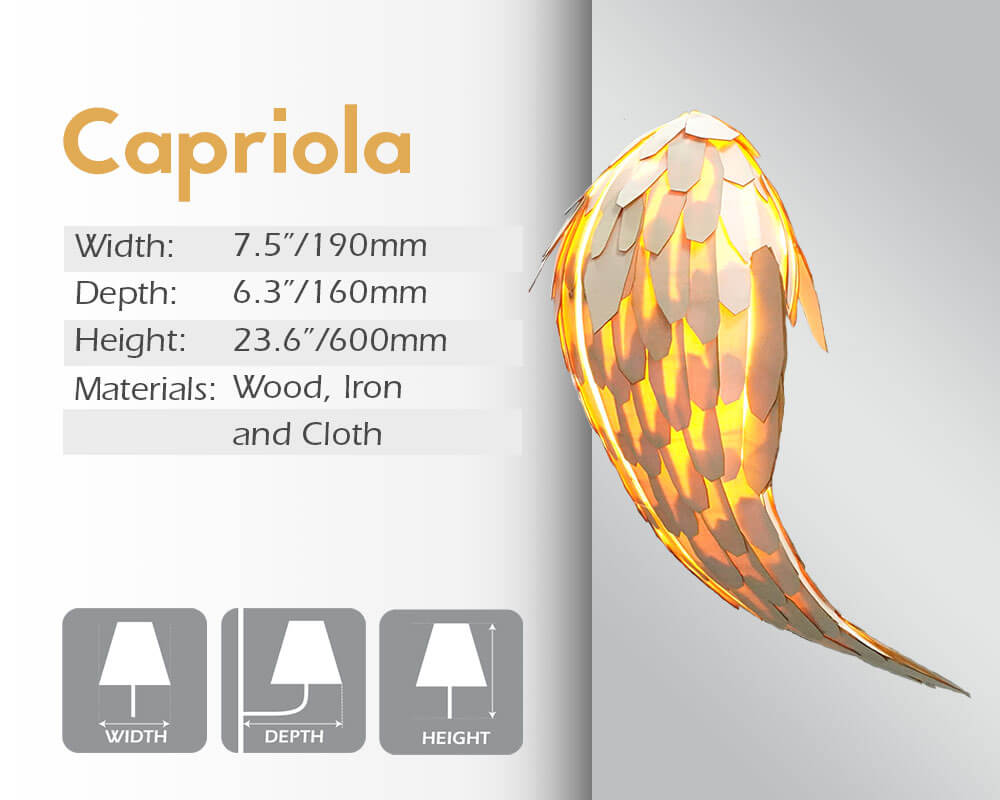 Capriola
Width: 7.5”/190mm
Depth: 6.3”/160mm
Height: 23.6”/600mm
Materials: Wood, Iron
and Cloth
WIDTH
DEPTH
HEIGHT